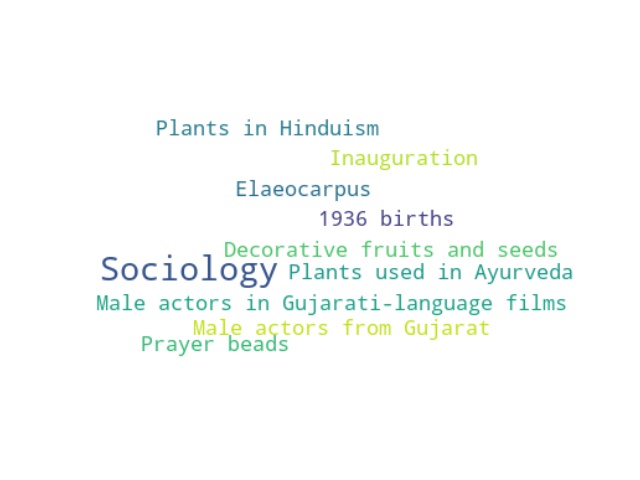 Plants in Hinduism
Inauguration
Elaeocarpus
1936 births
Decorative fruits and seeds
Sociology
Plants used in Ayurveda
Male actors in Gujarati-language films
Male actors from Gujarat
Prayer beads